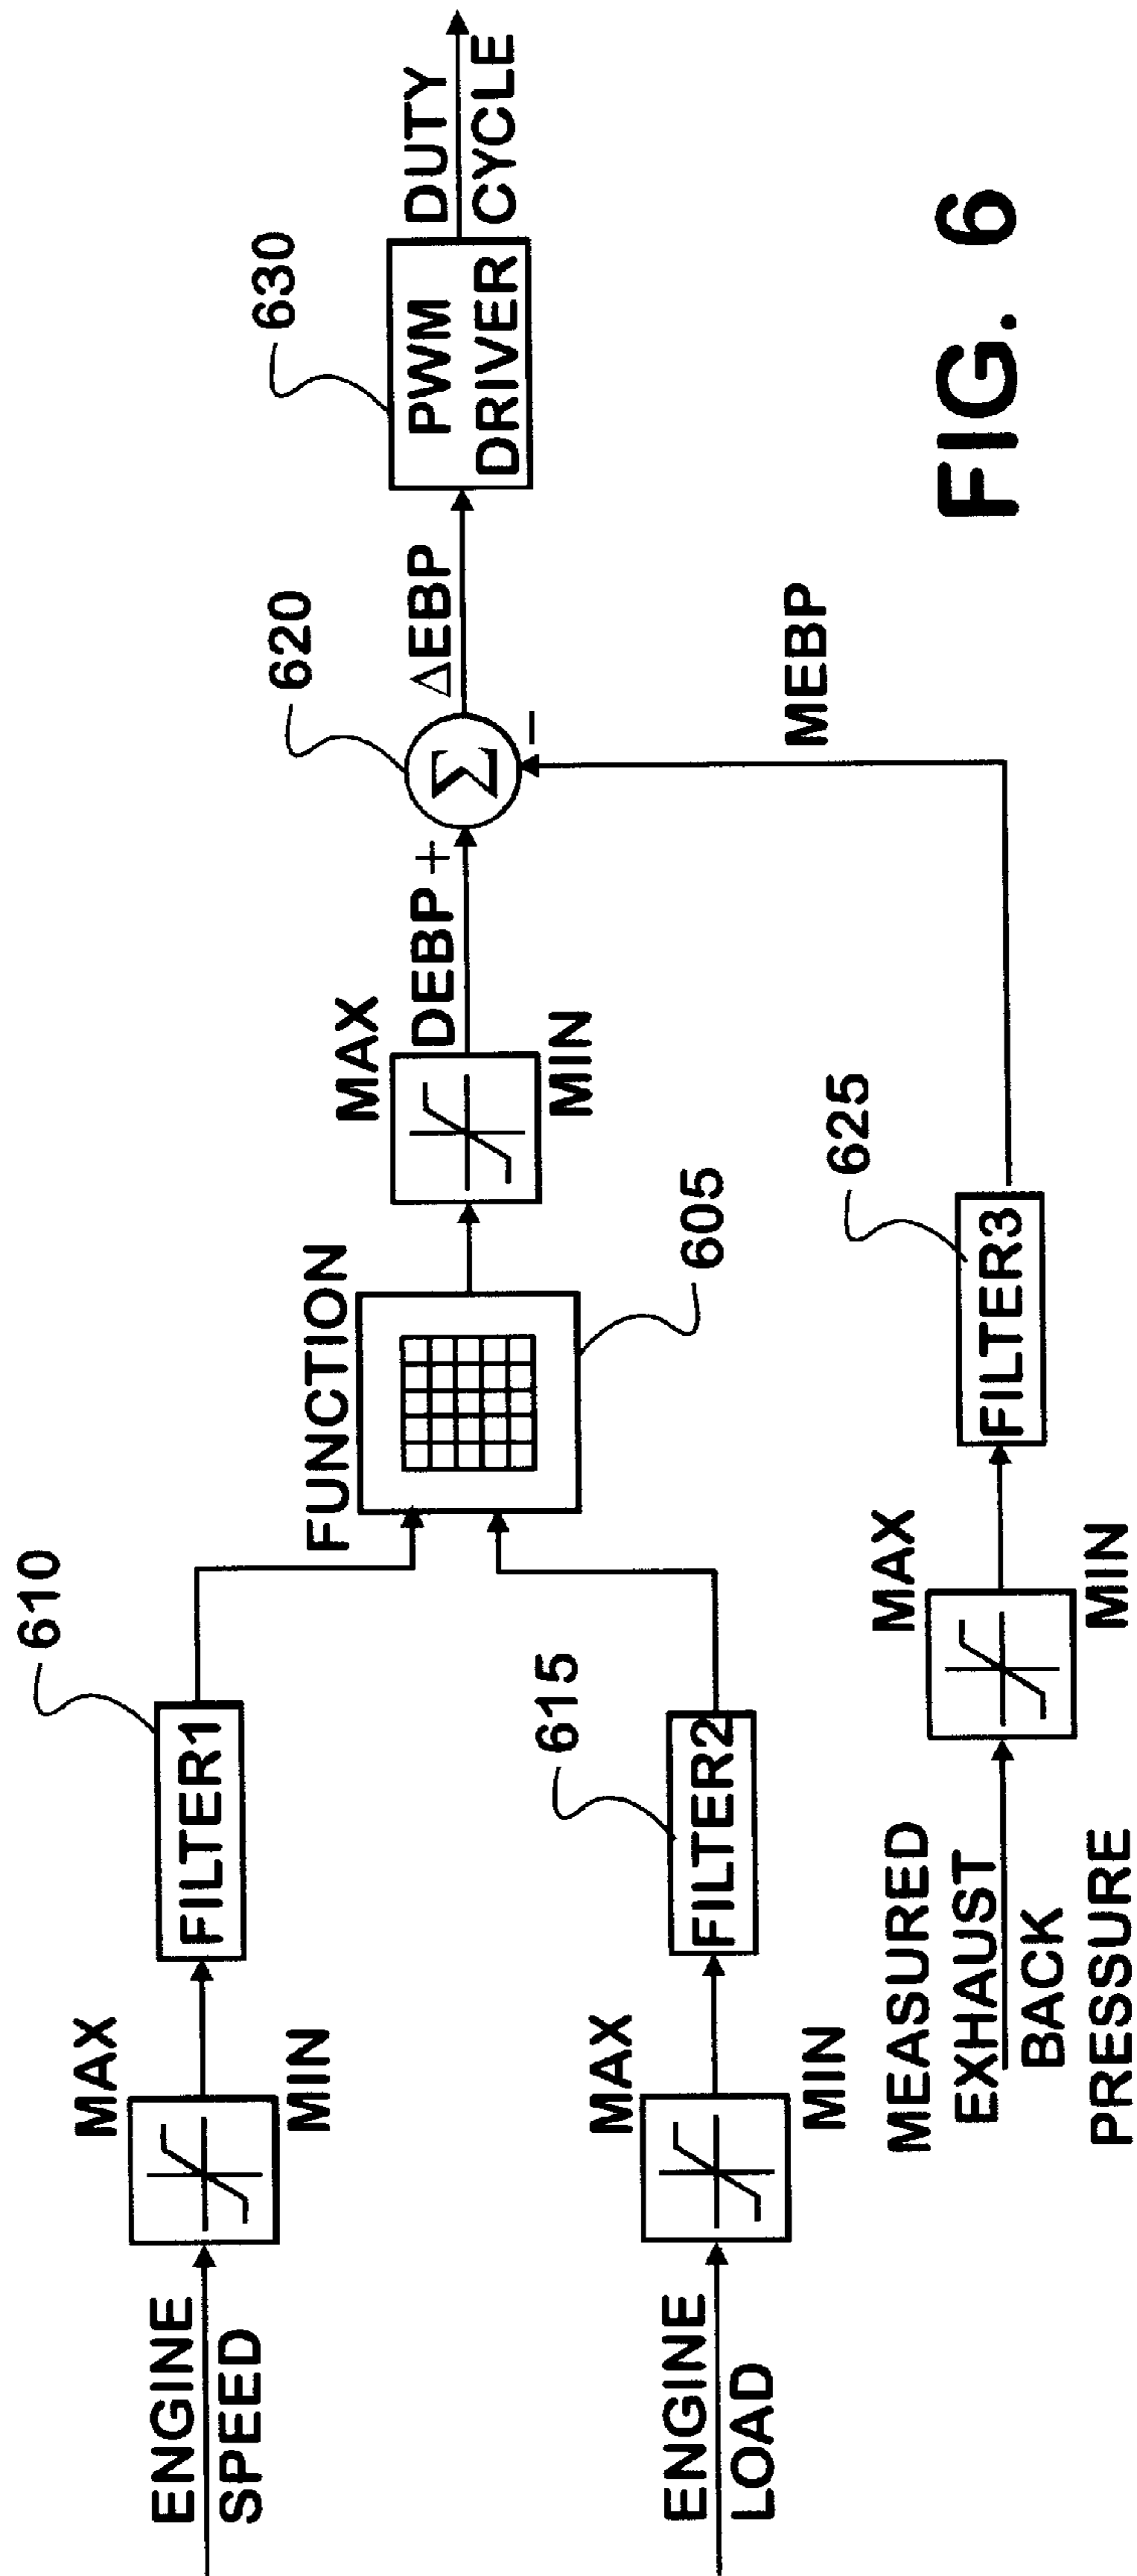 ENGINE
SPEED
MAX
MIN
FILTER1
610
ENGINE
LOAD
MAX
MIN
FILTER2
615
FUNCTION
605
MAX
MIN
DEBP +
Σ
620
−
ΔEBP
PWM
DRIVER
630
DUTY
CYCLE
MEASURED
EXHAUST
BACK
PRESSURE
MAX
MIN
FILTER3
625
MEBP
FIG. 6